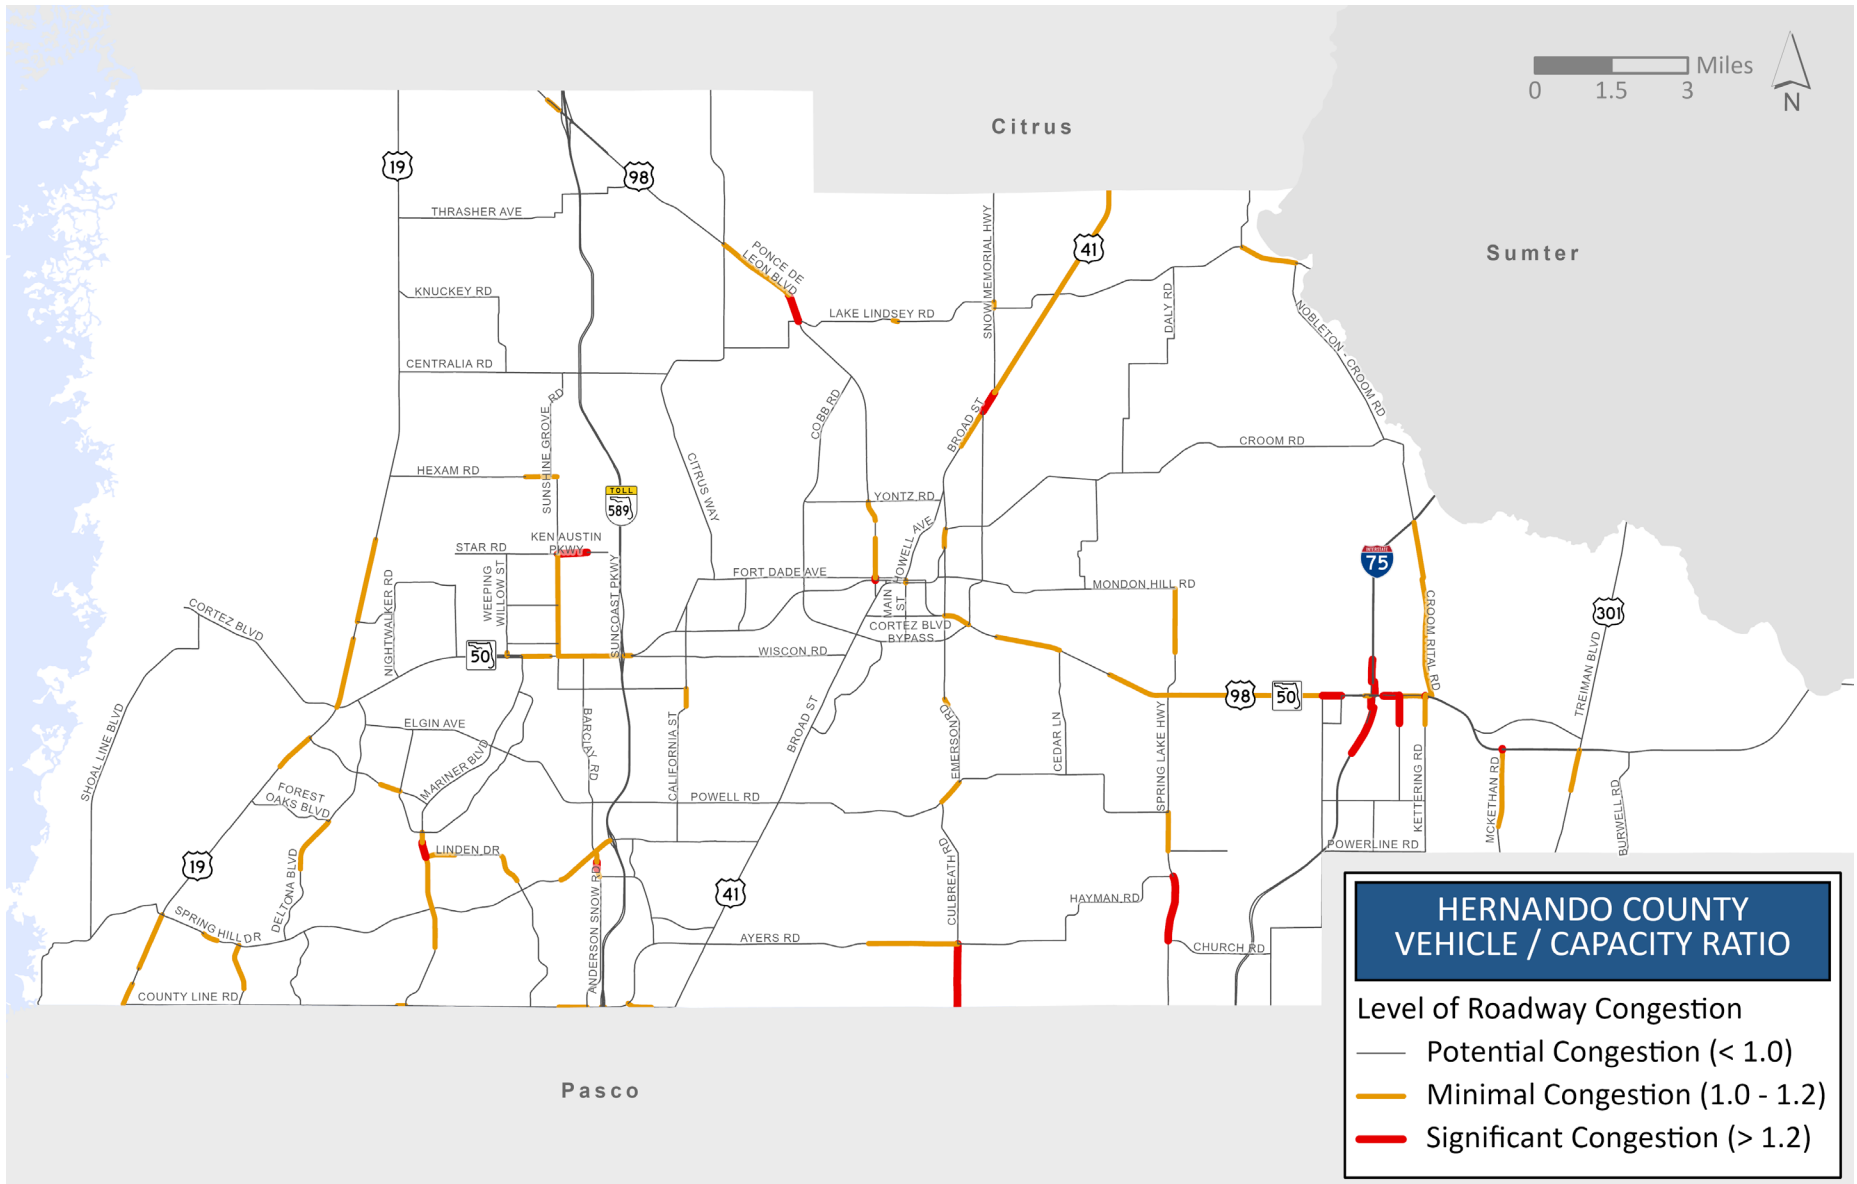 Miles
0 1.5 3
N
Citrus
Sumter
Pasco
19
98
THRASHER AVE
PONCE DE
LEON BLVD
KNUCKEY RD
LAKE LINDSEY RD
SNOW MEMORIAL HWY
41
DALY RD
NOBLETON - CROOM RD
CENTRALIA RD
SUNSHINE GROVE RD
COBB RD
BROAD ST
CROOM RD
HEXAM RD
CITRUS WAY
TOLL
589
YONTZ RD
HOWELL AVE
KEN AUSTIN
PKWY
STAR RD
WEEPING
WILLOW ST
SUNCOAST PKWY
FORT DADE AVE
MAIN
ST
MONDON HILL RD
INTERSTATE
75
CROOM RITAL RD
301
TREIMAN BLVD
NIGHTWALKER RD
CORTEZ BLVD
CORTEZ BLVD
BYPASS
50
WISCON RD
98
50
SHOAL LINE BLVD
ELGIN AVE
MARINER BLVD
BARCLAY RD
CALIFORNIA ST
BROAD ST
EMERSON RD
CEDAR LN
SPRING LAKE HWY
KETTERING RD
MCKETHAN RD
BURWELL RD
FOREST
OAKS BLVD
POWELL RD
POWERLINE RD
LINDEN DR
19
DELTONA BLVD
ANDERSON SNOW RD
41
CULBREATH RD
HAYMAN RD
SPRING HILL DR
AYERS RD
CHURCH RD
COUNTY LINE RD
HERNANDO COUNTY
VEHICLE / CAPACITY RATIO
Level of Roadway Congestion
Potential Congestion (< 1.0)
Minimal Congestion (1.0 - 1.2)
Significant Congestion (> 1.2)